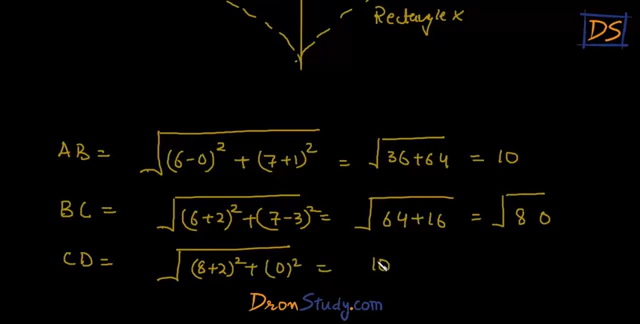 Rectangle x
DS
AB = √(6-0)² + (7+1)² = √36+64 = 10
BC = √(6+2)² + (7-3)² = √64+16 = √80
CD = √(8+2)² + (0)² = 10
DronStudy.com